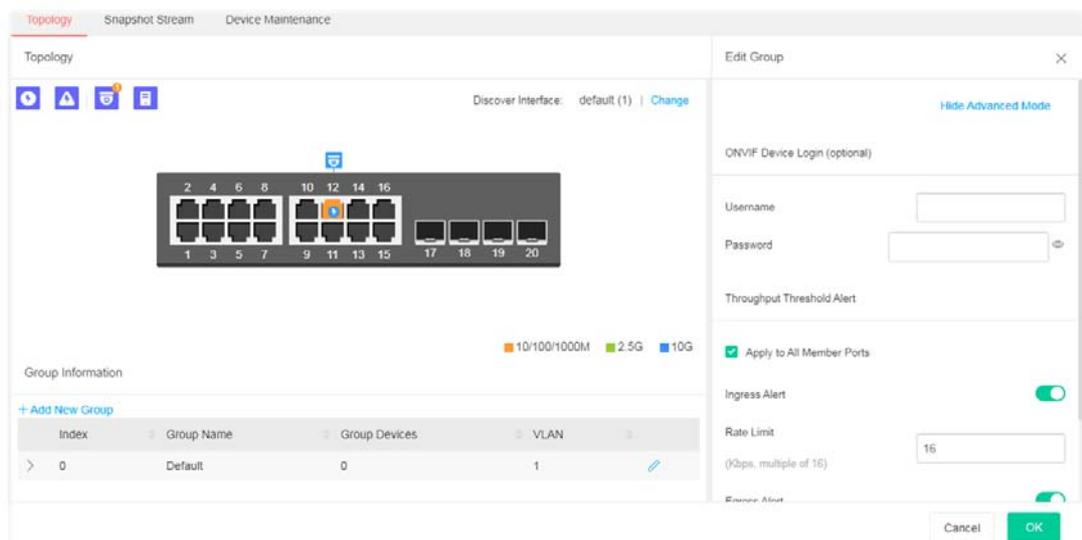 Topology Snapshot Stream Device Maintenance
Topology
1
Discover Interface: default (1) | Change
2 4 6 8 10 12 14 16
1 3 5 7 9 11 13 15 17 18 19 20
10/100/1000M 2.5G 10G
Group Information
+ Add New Group
Index Group Name Group Devices VLAN
0 Default 0 1
Edit Group
Hide Advanced Mode
ONVIF Device Login (optional)
Username
Password
Throughput Threshold Alert
Apply to All Member Ports
Ingress Alert
Rate Limit
16
(Kbps, multiple of 16)
Egress Alert
Cancel OK